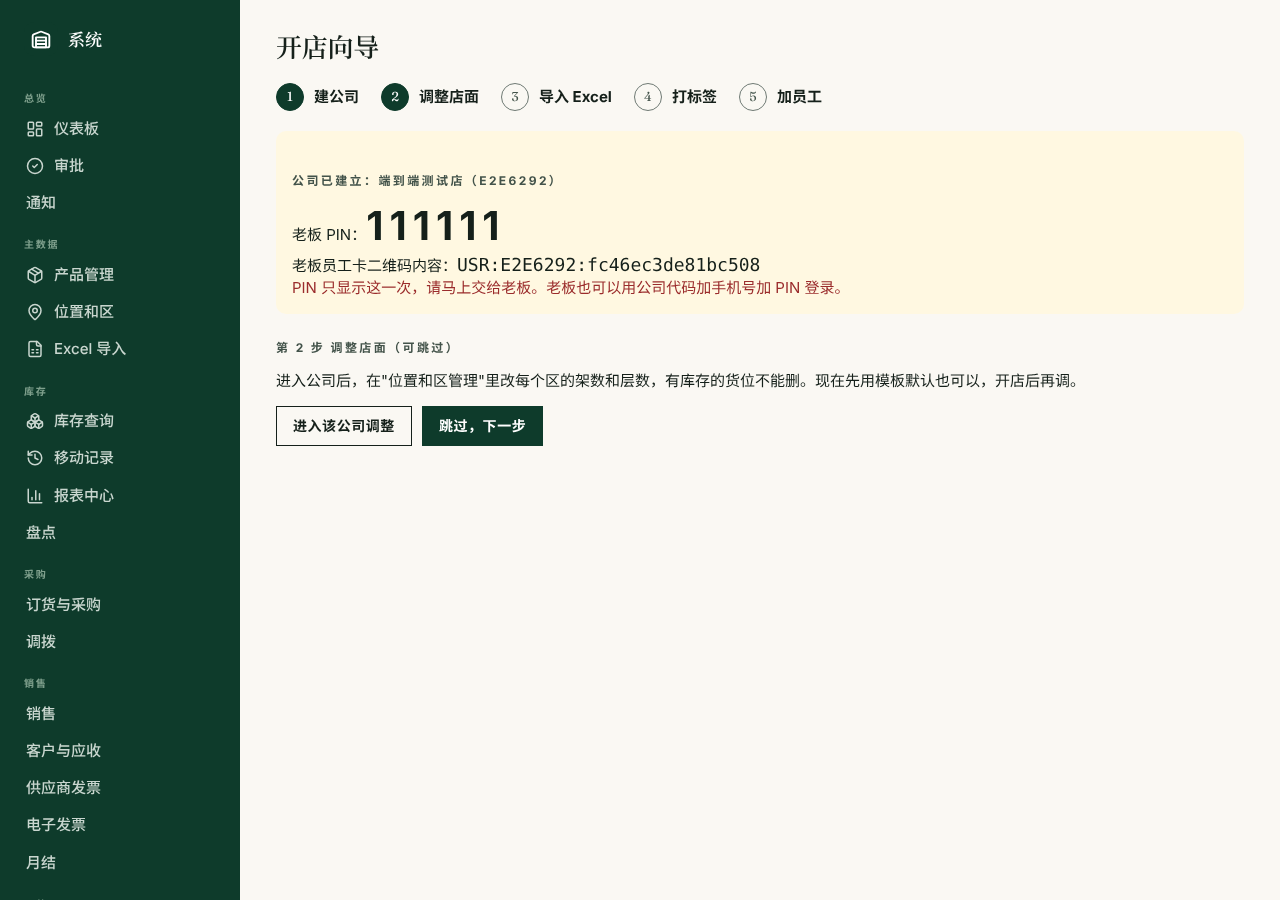 系统
总览
仪表板
审批
通知
主数据
产品管理
位置和区
Excel 导入
库存
库存查询
移动记录
报表中心
盘点
采购
订货与采购
调拨
销售
销售
客户与应收
供应商发票
电子发票
月结
开店向导
1 建公司 2 调整店面 3 导入 Excel 4 打标签 5 加员工
公司已建立：端到端测试店（E2E6292）
老板 PIN：111111
老板员工卡二维码内容：USR:E2E6292:fc46ec3de81bc508
PIN 只显示这一次，请马上交给老板。老板也可以用公司代码加手机号加 PIN 登录。
第 2 步 调整店面（可跳过）
进入公司后，在"位置和区管理"里改每个区的架数和层数，有库存的货位不能删。现在先用模板默认也可以，开店后再调。
进入该公司调整 跳过，下一步